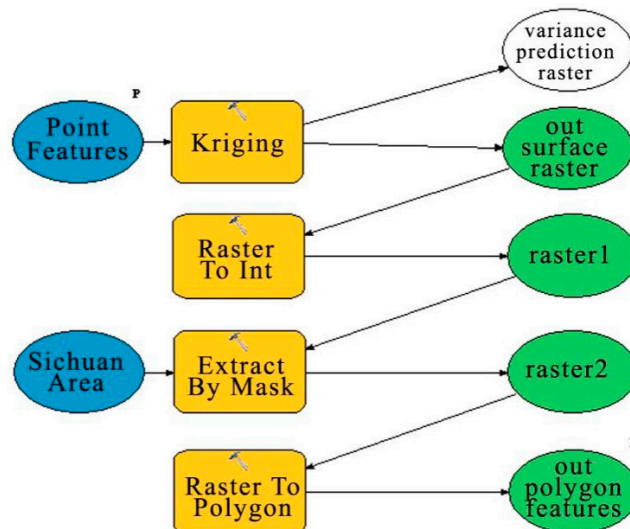 variance
prediction
raster
P
Point
Features
Kriging
out
surface
raster
Raster
To Int
raster1
Sichuan
Area
Extract
By Mask
raster2
Raster To
Polygon
out
polygon
features